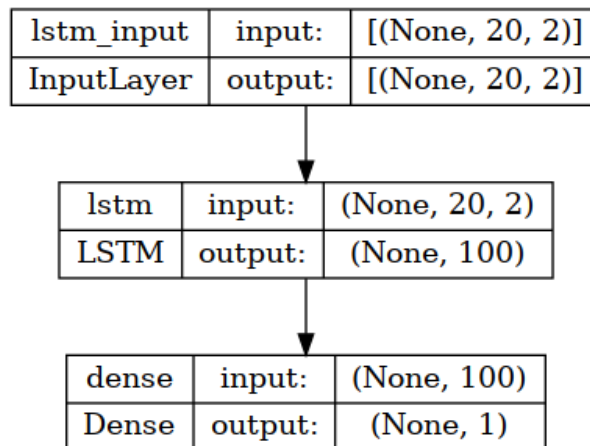 lstm_input input: [(None, 20, 2)]
InputLayer output: [(None, 20, 2)]
lstm input: (None, 20, 2)
LSTM output: (None, 100)
dense input: (None, 100)
Dense output: (None, 1)